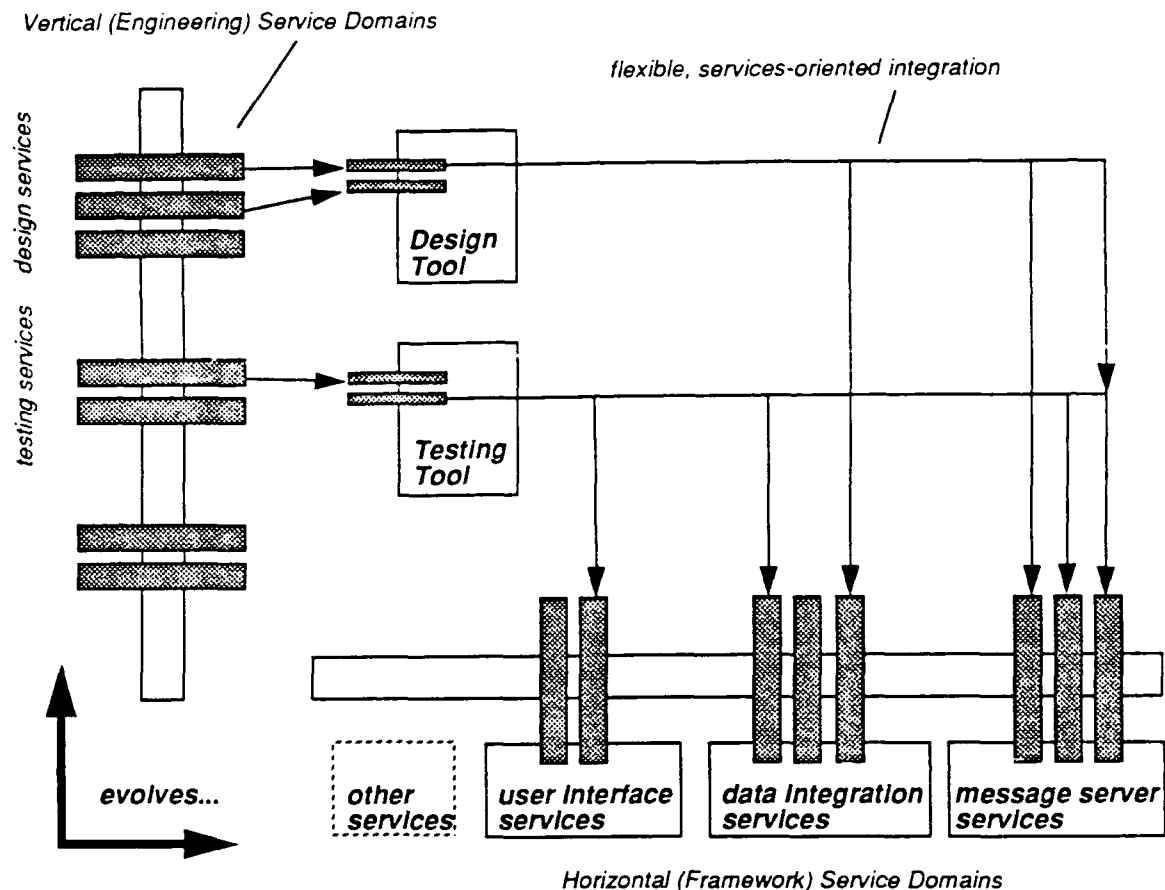 Vertical (Engineering) Service Domains
flexible, services-oriented integration
design services
testing services
Design
Tool
Testing
Tool
evolves...
other
services
user interface
services
data integration
services
message server
services
Horizontal (Framework) Service Domains